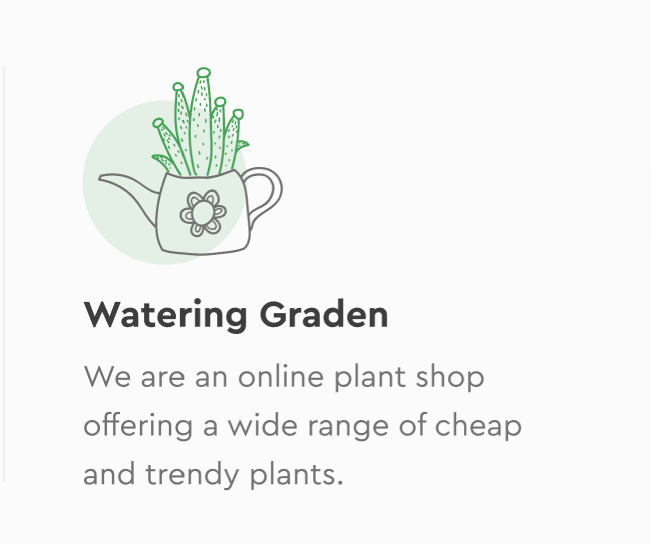 Watering Graden
We are an online plant shop
offering a wide range of cheap
and trendy plants.